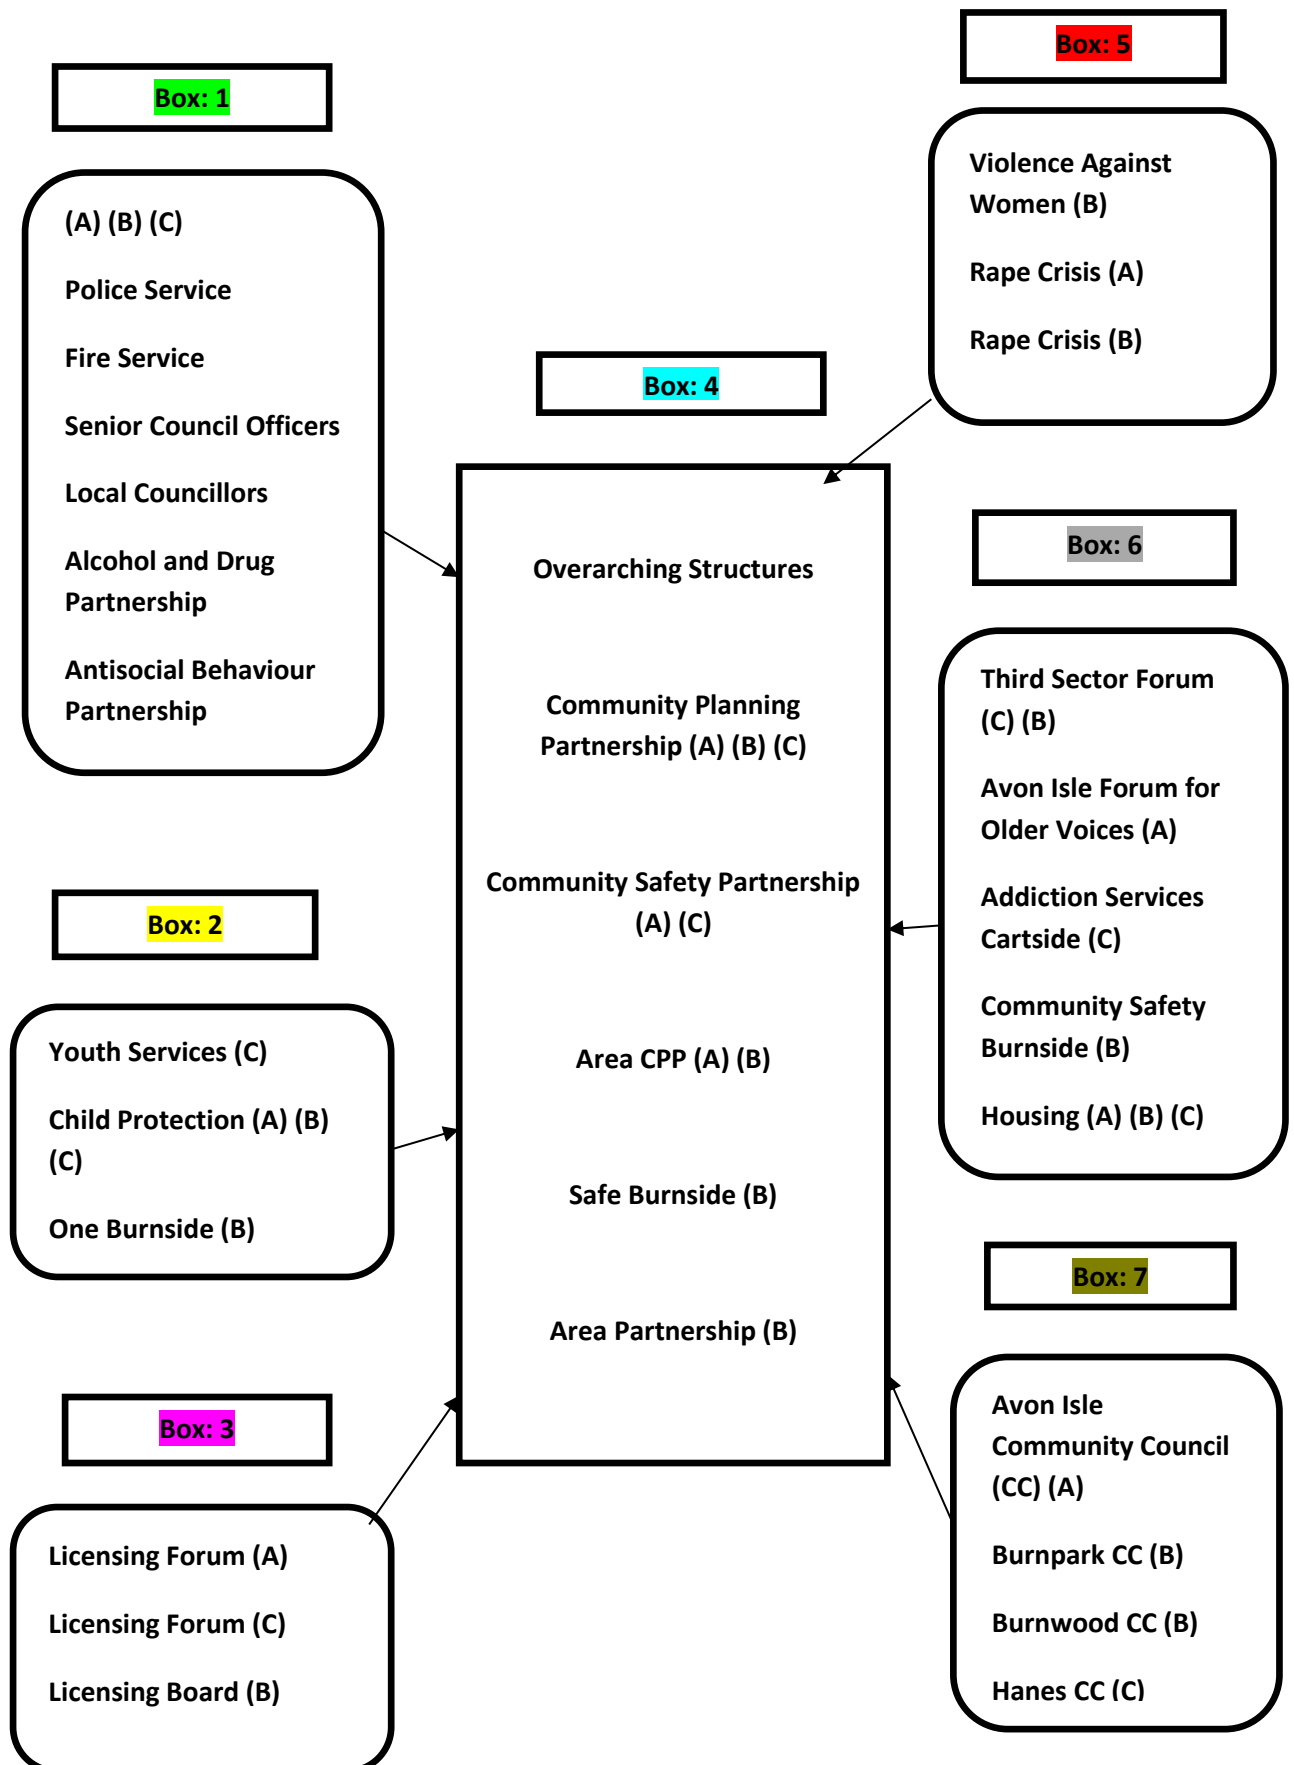 Box: 1
(A) (B) (C)
Police Service
Fire Service
Senior Council Officers
Local Councillors
Alcohol and Drug
Partnership
Antisocial Behaviour
Partnership
Box: 2
Youth Services (C)
Child Protection (A) (B)
(C)
One Burnside (B)
Box: 3
Licensing Forum (A)
Licensing Forum (C)
Licensing Board (B)
Box: 4
Overarching Structures
Community Planning
Partnership (A) (B) (C)
Community Safety Partnership
(A) (C)
Area CPP (A) (B)
Safe Burnside (B)
Area Partnership (B)
Box: 5
Violence Against
Women (B)
Rape Crisis (A)
Rape Crisis (B)
Box: 6
Third Sector Forum
(C) (B)
Avon Isle Forum for
Older Voices (A)
Addiction Services
Cartside (C)
Community Safety
Burnside (B)
Housing (A) (B) (C)
Box: 7
Avon Isle
Community Council
(CC) (A)
Burnpark CC (B)
Burnwood CC (B)
Hanes CC (C)